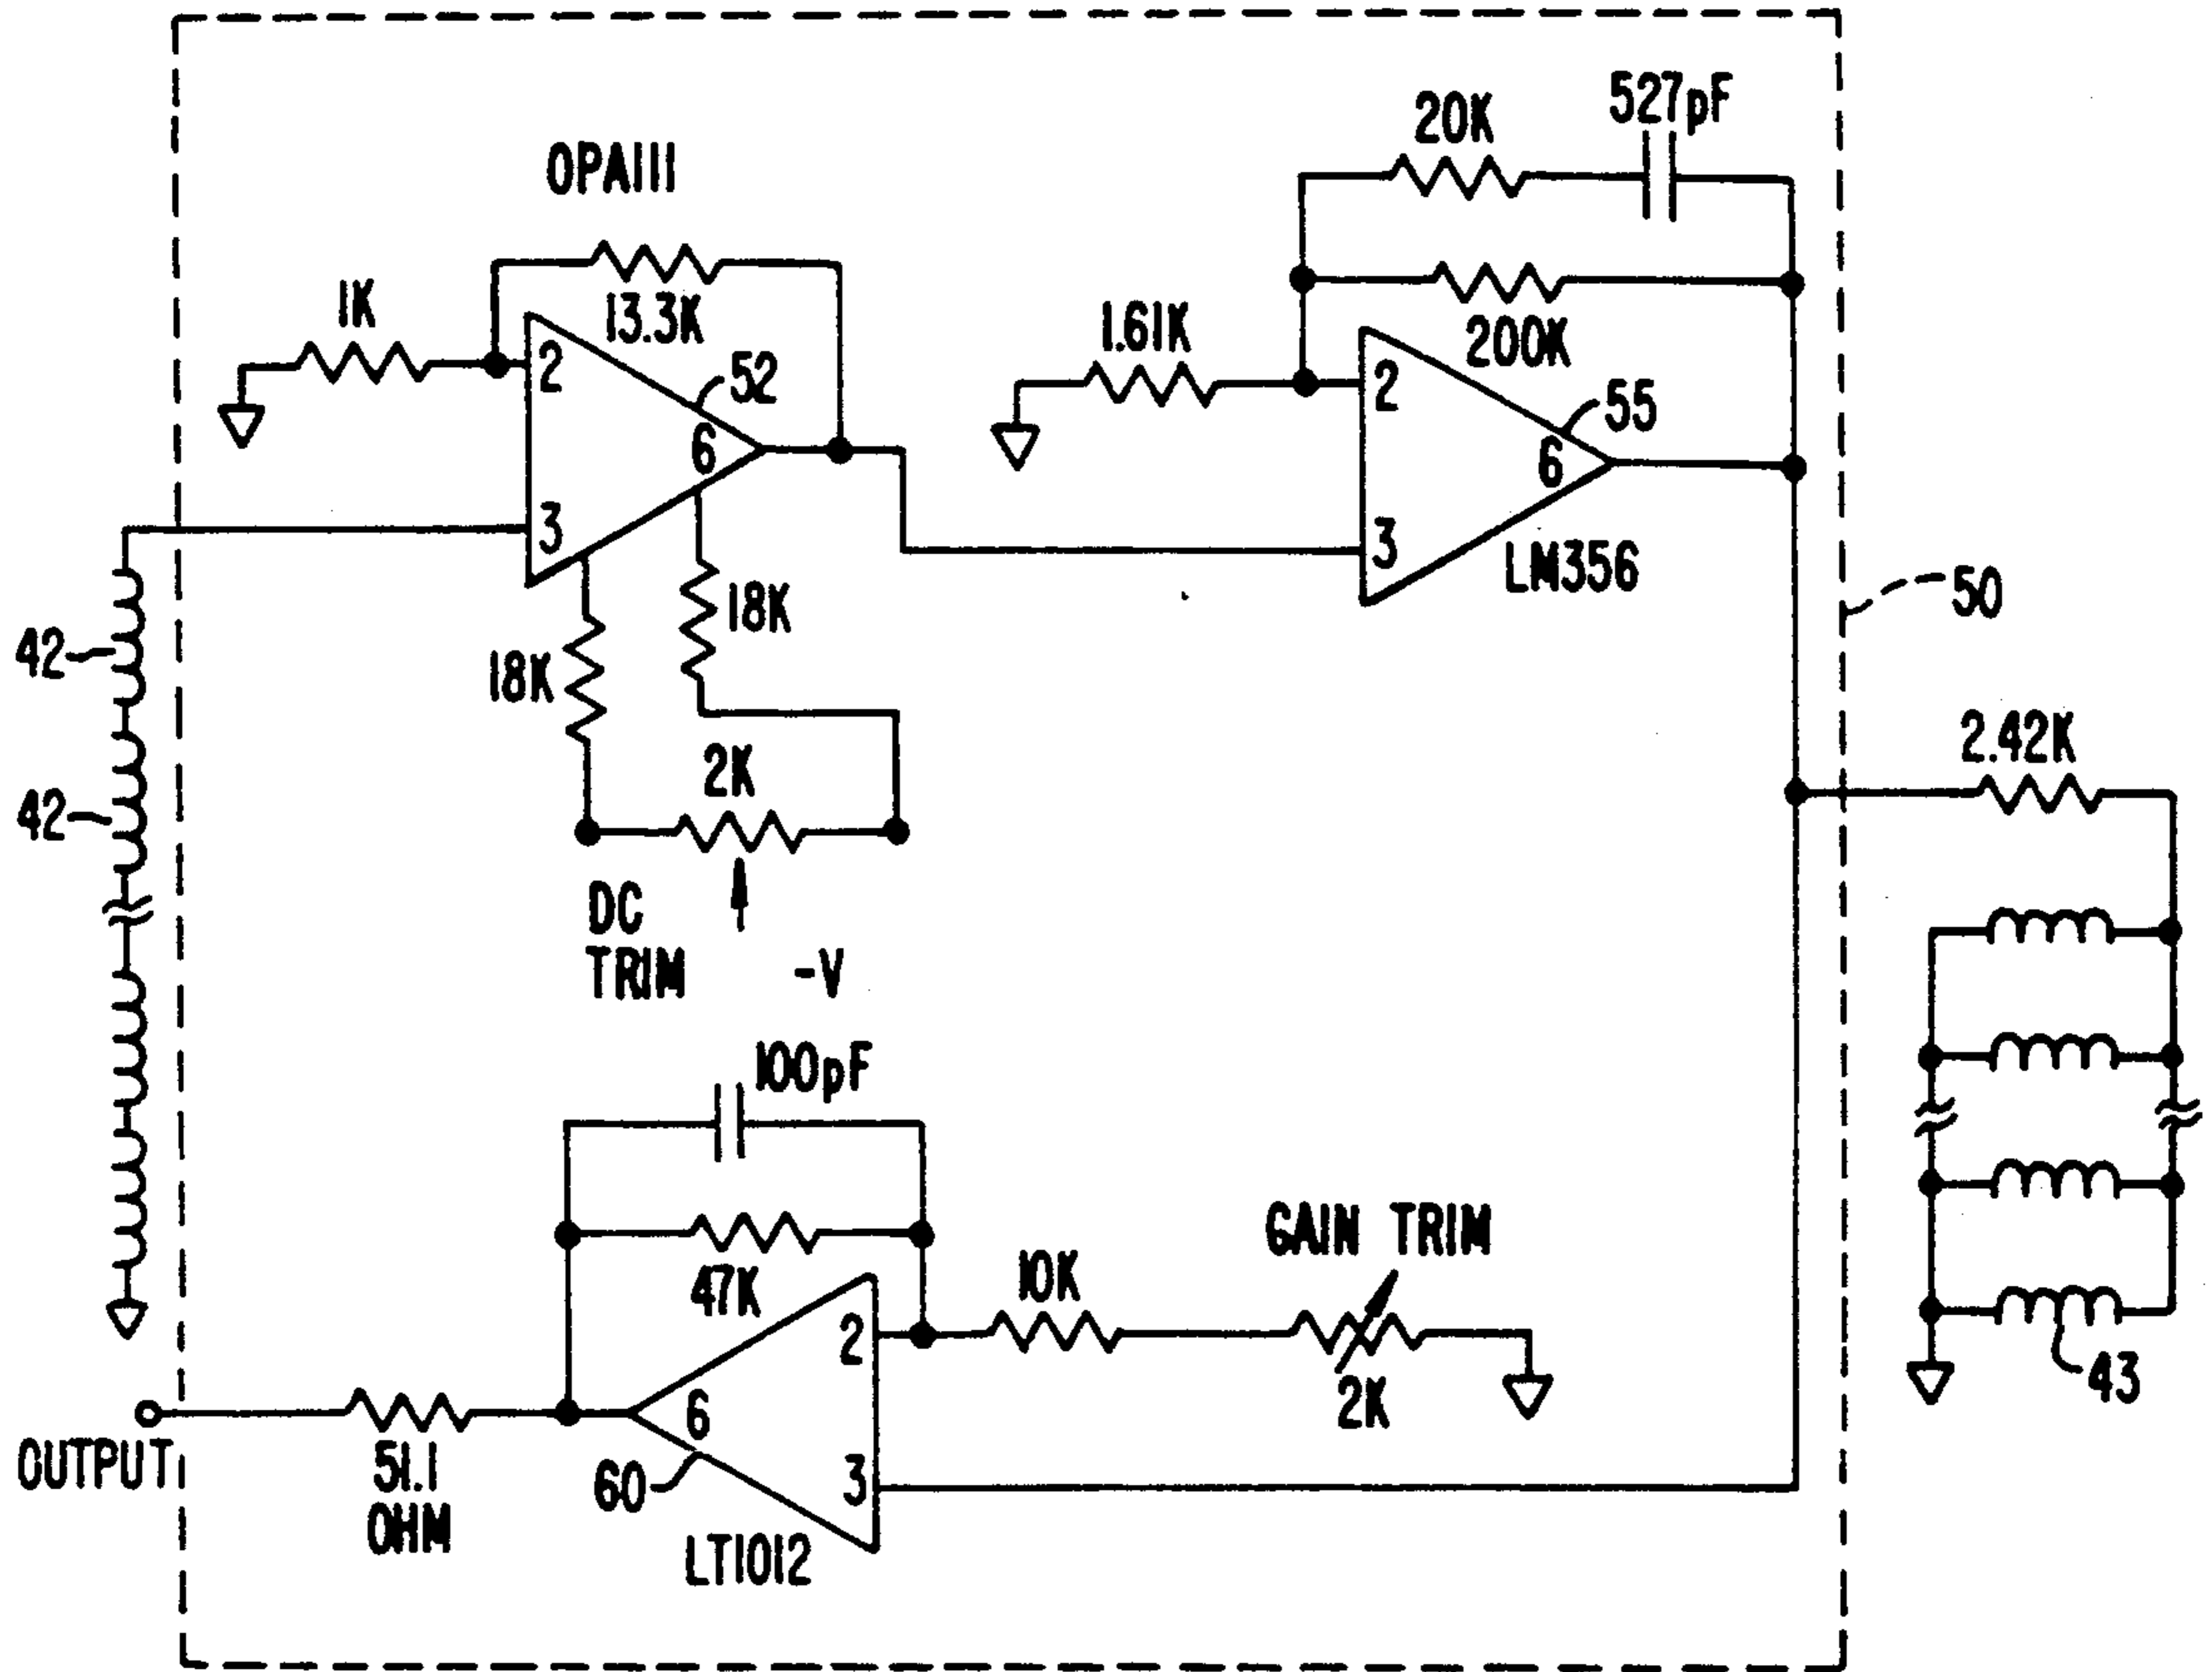 527pF
20K
OPA111
1K
13.3K
1.61K
200K
2
52
2
55
6
6
3
3
LM356
50
18K
42
18K
2.42K
2K
42
DC
TRIM
-V
100pF
GAIN TRIM
47K
10K
2
2K
43
6
OUTPUT
51.1
OHM
60
3
LT1012